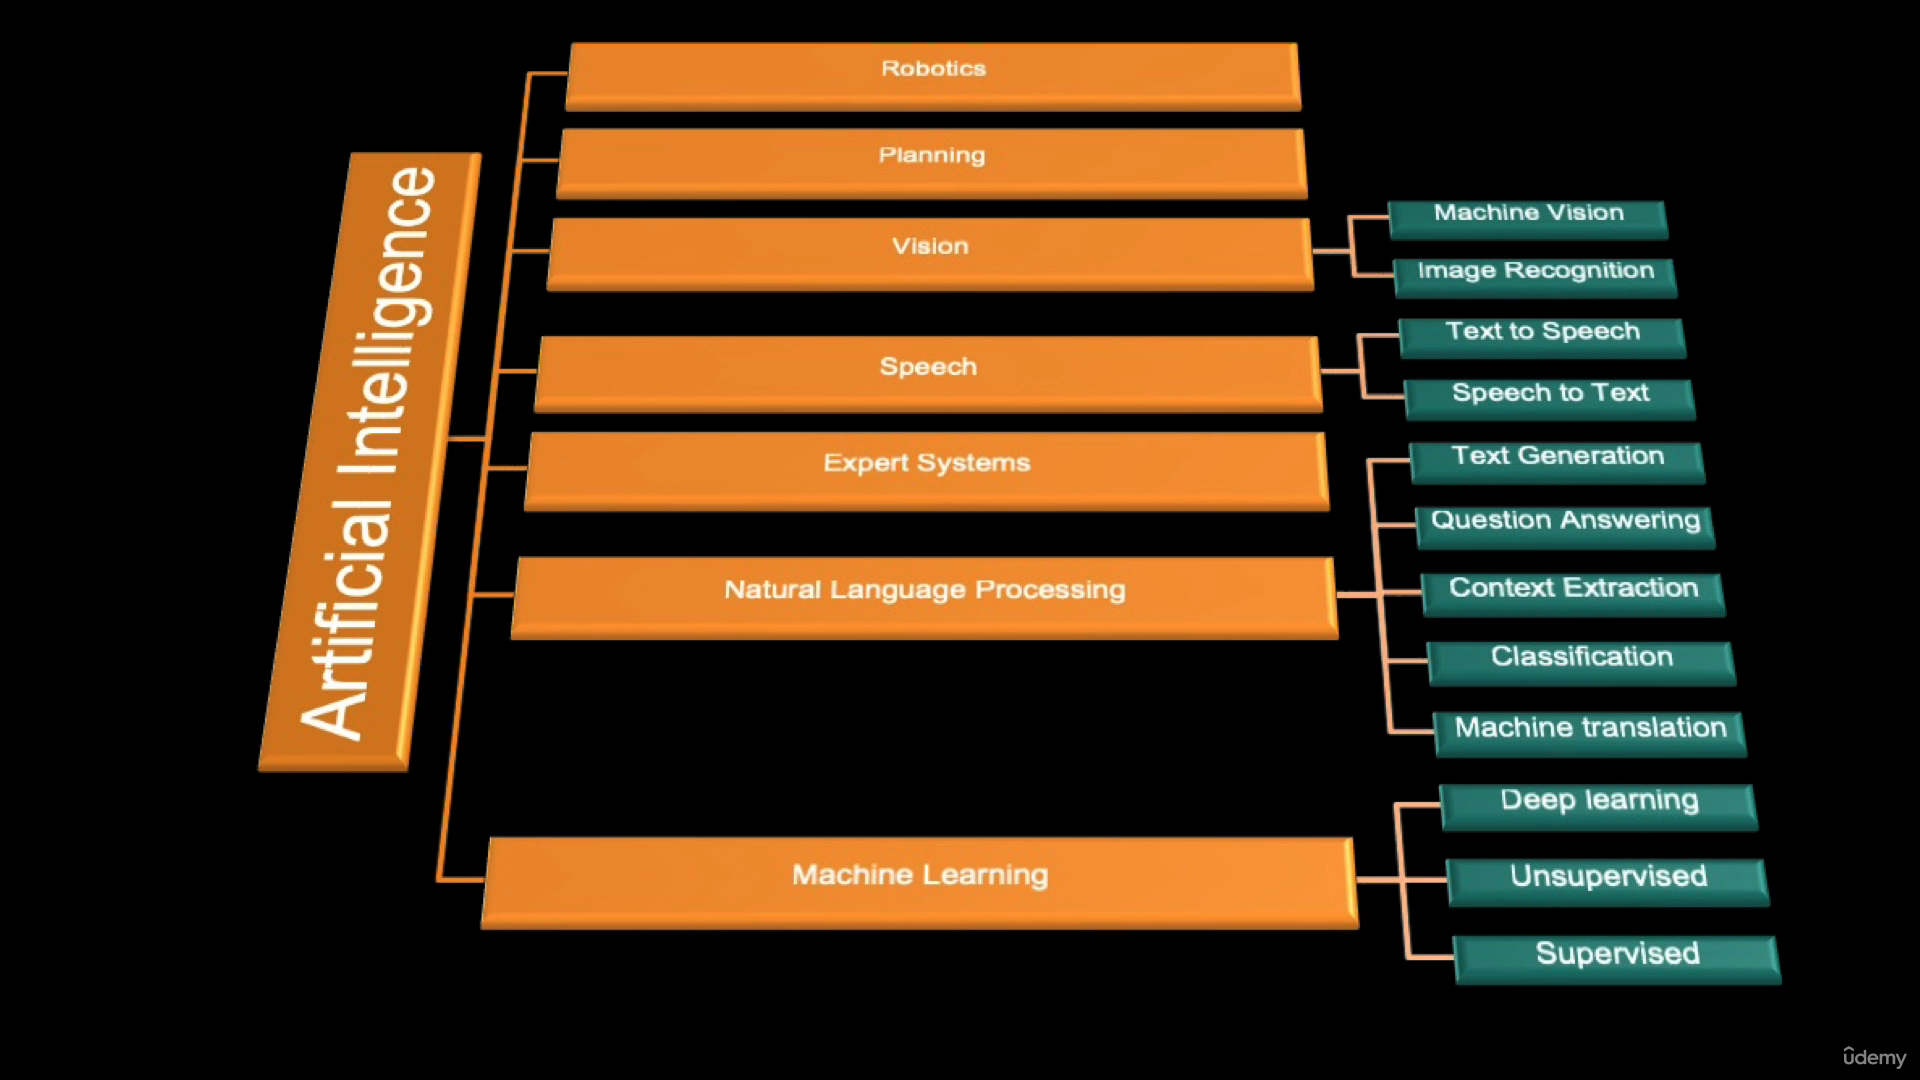 Artificial Intelligence
Robotics
Planning
Vision
Machine Vision
Image Recognition
Speech
Text to Speech
Speech to Text
Expert Systems
Natural Language Processing
Text Generation
Question Answering
Context Extraction
Classification
Machine translation
Machine Learning
Deep learning
Unsupervised
Supervised
ûdemy